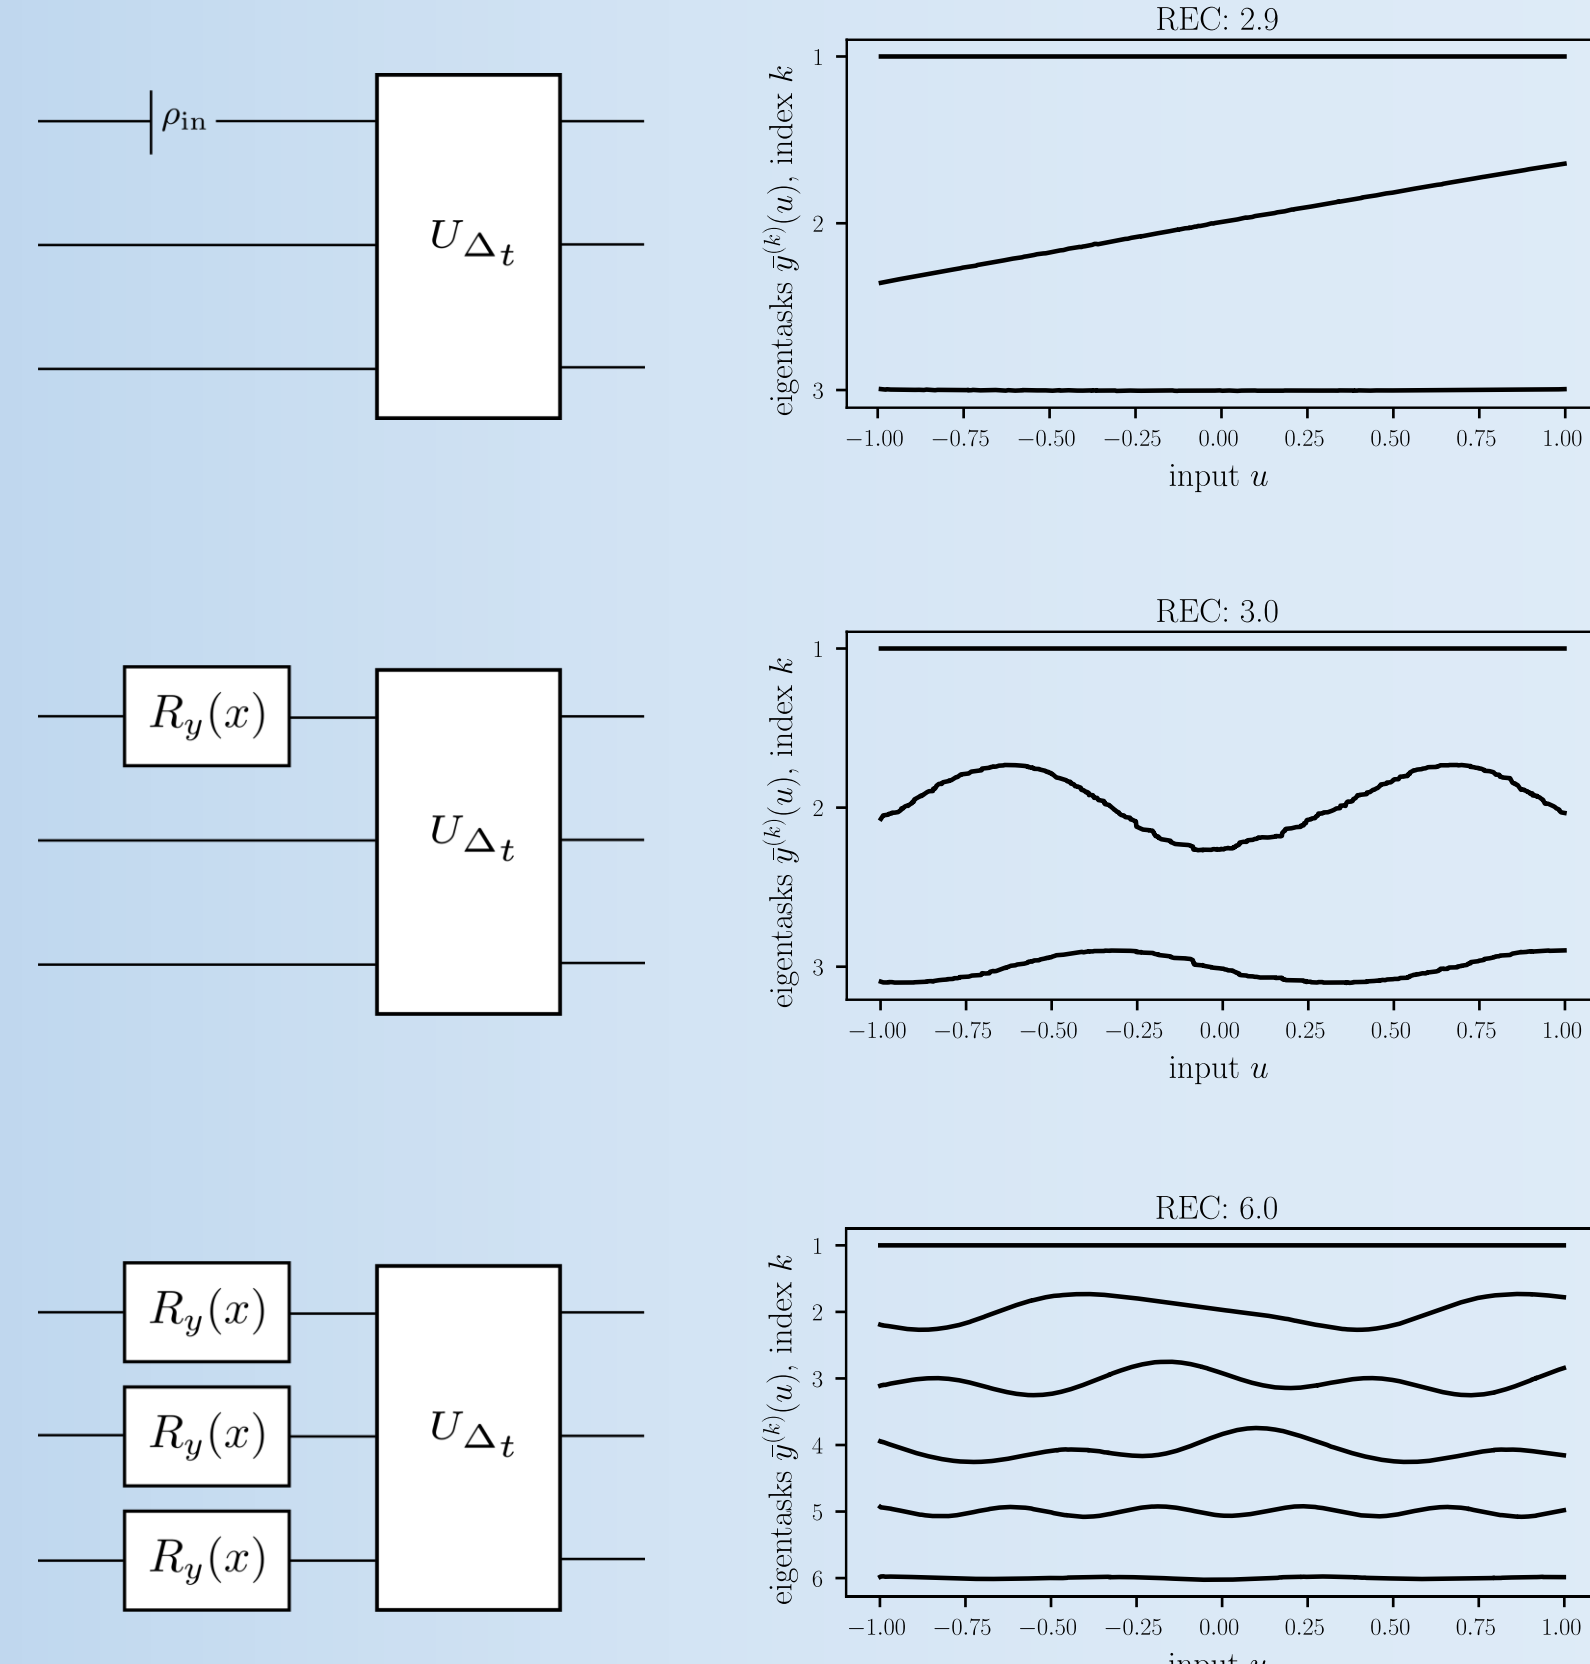 ρin
U Δt
REC: 2.9
eigentasks ȳ⁽ᵏ⁾(u), index k
1
2
3
−1.00 −0.75 −0.50 −0.25 0.00 0.25 0.50 0.75 1.00
input u
Ry(x)
U Δt
REC: 3.0
eigentasks ȳ⁽ᵏ⁾(u), index k
1
2
3
−1.00 −0.75 −0.50 −0.25 0.00 0.25 0.50 0.75 1.00
input u
Ry(x)
Ry(x)
Ry(x)
U Δt
REC: 6.0
eigentasks ȳ⁽ᵏ⁾(u), index k
1
2
3
4
5
6
−1.00 −0.75 −0.50 −0.25 0.00 0.25 0.50 0.75 1.00
input u